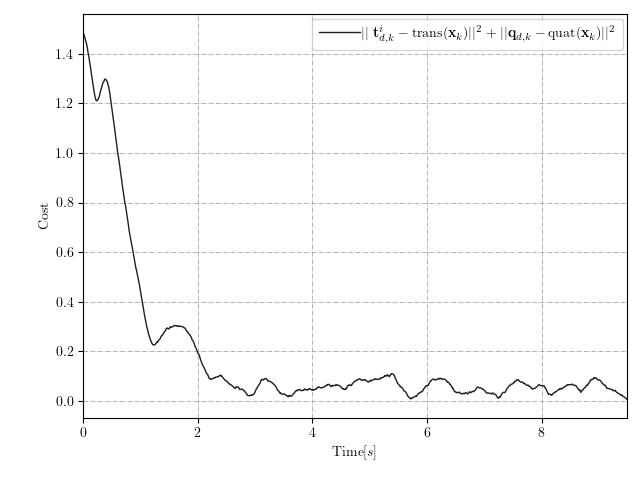 || t^i_{d,k} − trans(x_k)||^2 + ||q_{d,k} − quat(x_k)||^2
1.4
1.2
1.0
0.8
0.6
0.4
0.2
0.0
Cost
0 2 4 6 8
Time[s]